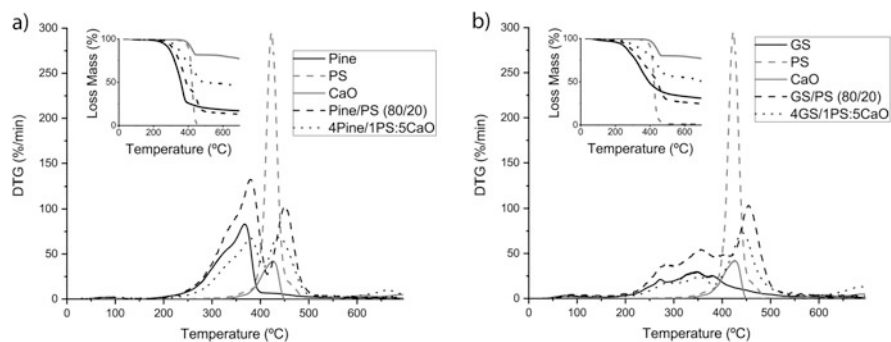 a)
300
250
200
150
100
50
0
DTG (%/min)
0 100 200 300 400 500 600
Temperature (ºC)
100
50
0
Loss Mass (%)
0 200 400 600
Temperature (ºC)
Pine
PS
CaO
Pine/PS (80/20)
4Pine/1PS:5CaO
b)
300
250
200
150
100
50
0
DTG (%/min)
0 100 200 300 400 500 600
Temperature (ºC)
100
50
0
Loss Mass (%)
0 200 400 600
Temperature (ºC)
GS
PS
CaO
GS/PS (80/20)
4GS/1PS:5CaO